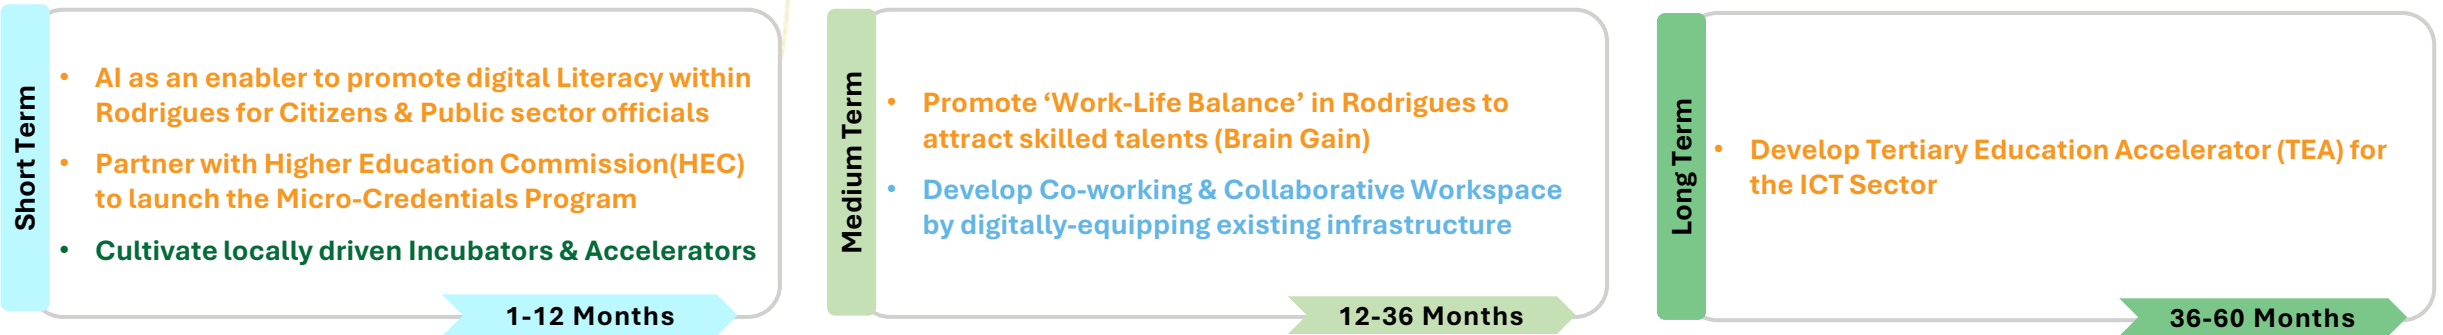 Short Term
• AI as an enabler to promote digital Literacy within
Rodrigues for Citizens & Public sector officials
• Partner with Higher Education Commission(HEC)
to launch the Micro-Credentials Program
• Cultivate locally driven Incubators & Accelerators
1-12 Months
Medium Term
• Promote ‘Work-Life Balance’ in Rodrigues to
attract skilled talents (Brain Gain)
• Develop Co-working & Collaborative Workspace
by digitally-equipping existing infrastructure
12-36 Months
Long Term
• Develop Tertiary Education Accelerator (TEA) for
the ICT Sector
36-60 Months